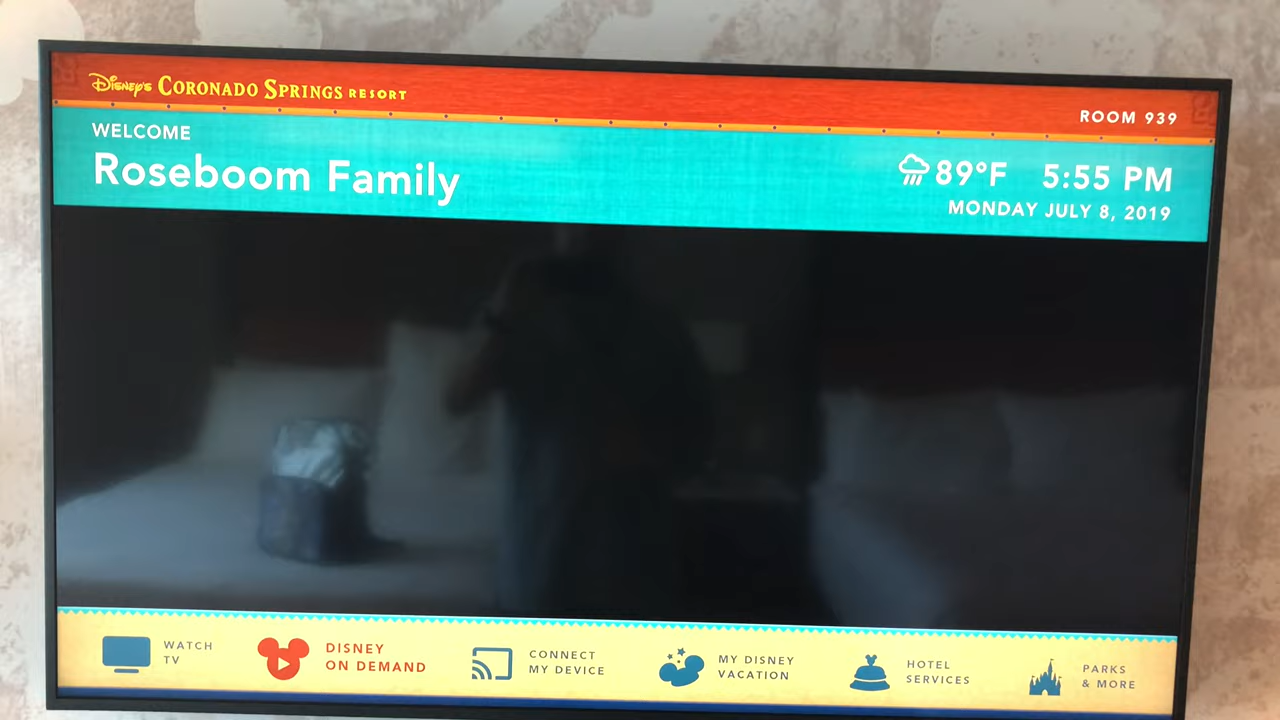 Disney's CORONADO SPRINGS RESORT
ROOM 939
WELCOME
Roseboom Family
89°F 5:55 PM
MONDAY JULY 8, 2019
WATCH
TV
DISNEY
ON DEMAND
CONNECT
MY DEVICE
MY DISNEY
VACATION
HOTEL
SERVICES
PARKS
& MORE